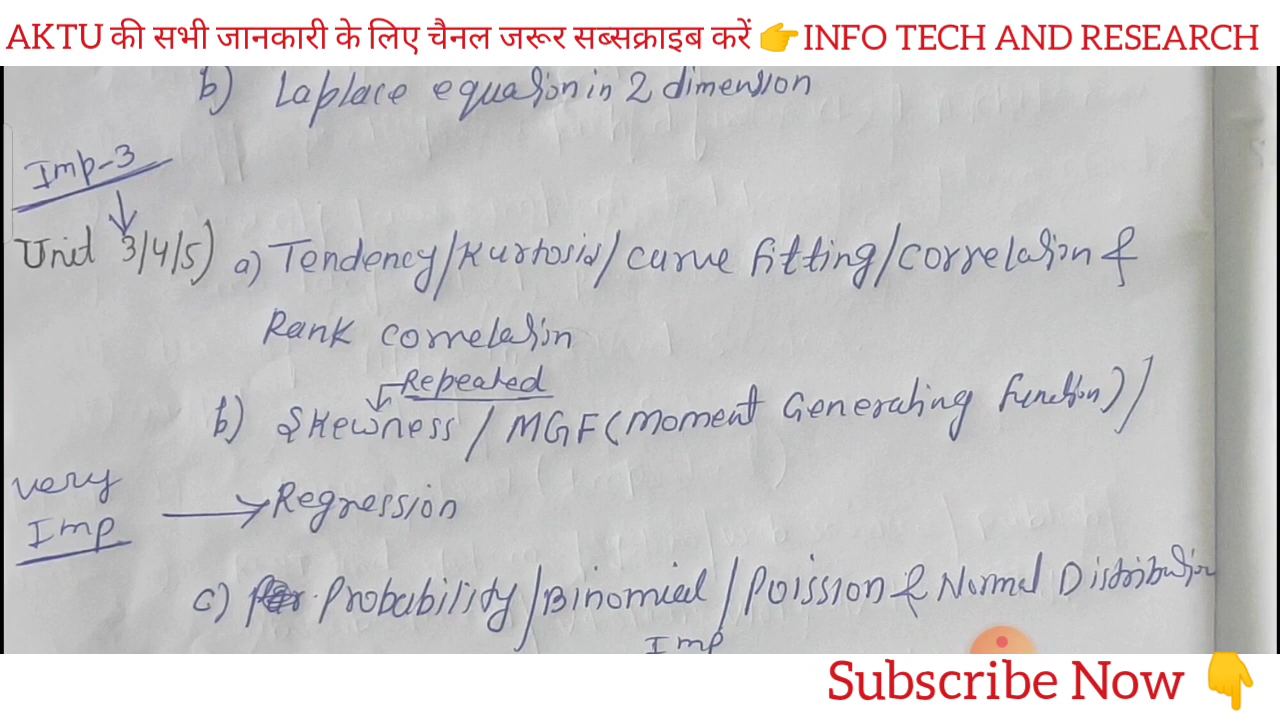 AKTU की सभी जानकारी के लिए चैनल जरूर सब्सक्राइब करें 👉 INFO TECH AND RESEARCH
b) Laplace equation in 2 dimension
Imp-3
Unit 3/4/5) a) Tendency/Kurtosis/curve fitting/correlation &
Rank correlation
Repeated
b) Skewness / MGF (Moment Generating function) /
very
Imp → Regression
c) Probability/Binomial/Poission & Normal Distribution
Imp
Subscribe Now 👇